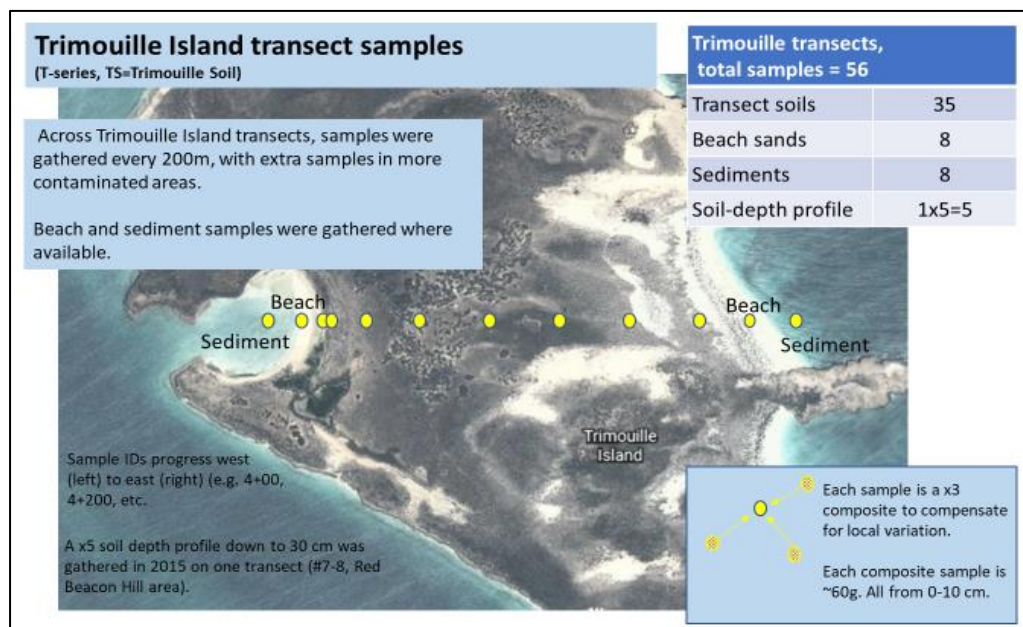 Trimouille Island transect samples
(T-series, TS=Trimouille Soil)
Across Trimouille Island transects, samples were
gathered every 200m, with extra samples in more
contaminated areas.
Beach and sediment samples were gathered where
available.
Trimouille transects,
total samples = 56
Transect soils 35
Beach sands 8
Sediments 8
Soil-depth profile 1x5=5
Beach
Sediment
Beach
Sediment
Trimouille
Island
Sample IDs progress west
(left) to east (right) (e.g. 4+00,
4+200, etc.
A x5 soil depth profile down to 30 cm was
gathered in 2015 on one transect (#7-8, Red
Beacon Hill area).
Each sample is a x3
composite to compensate
for local variation.
Each composite sample is
~60g. All from 0-10 cm.